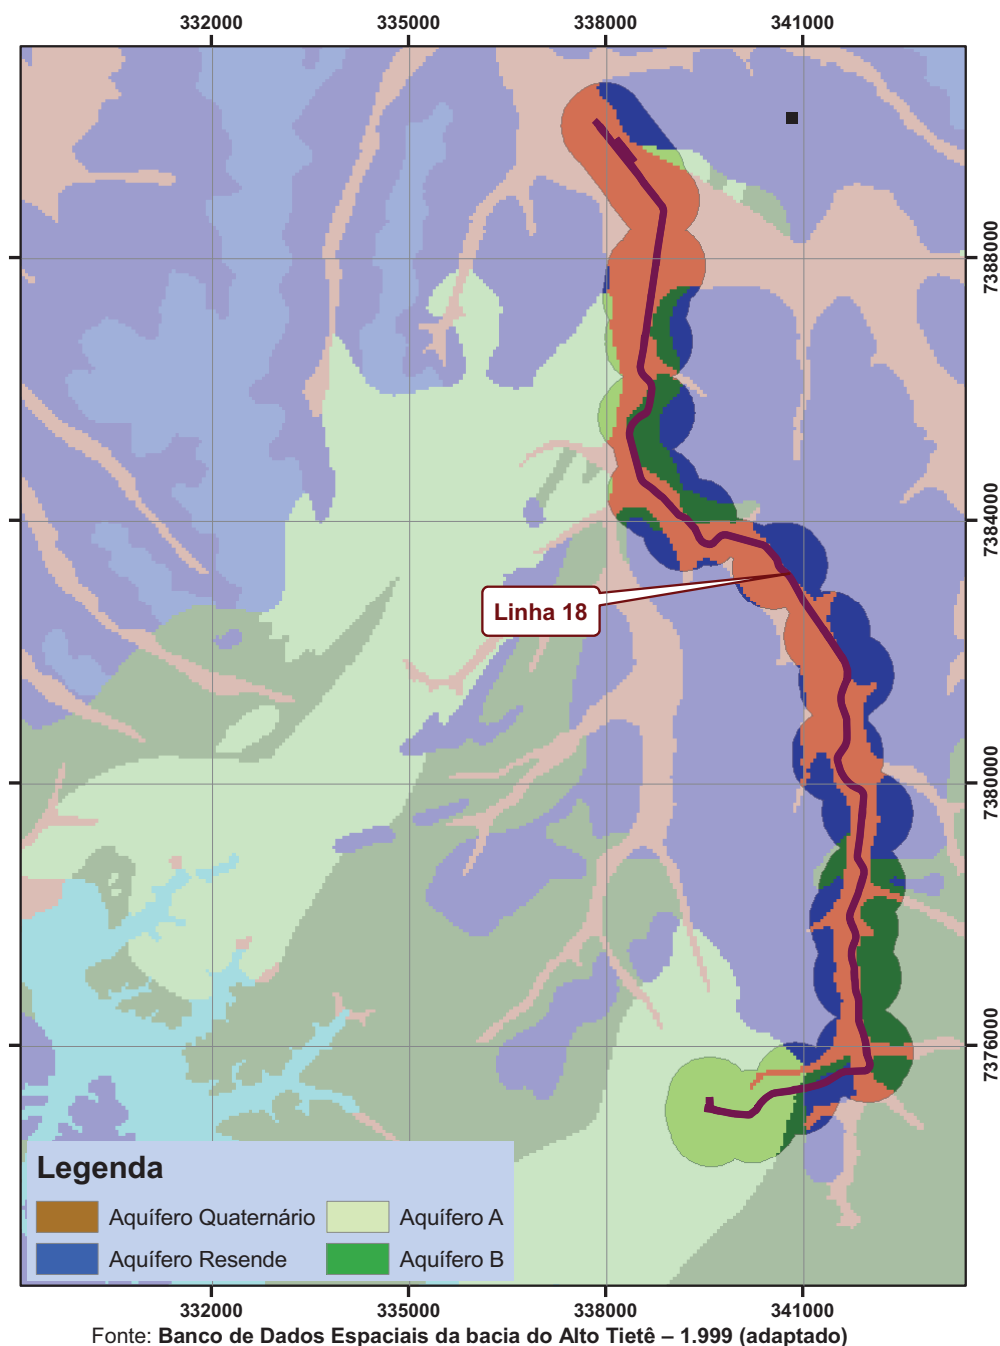 332000 335000 338000 341000
7388000
7384000
Linha 18
7380000
7376000
Legenda
Aquífero Quaternário Aquífero A
Aquífero Resende Aquífero B
332000 335000 338000 341000
Fonte: Banco de Dados Espaciais da bacia do Alto Tietê – 1.999 (adaptado)